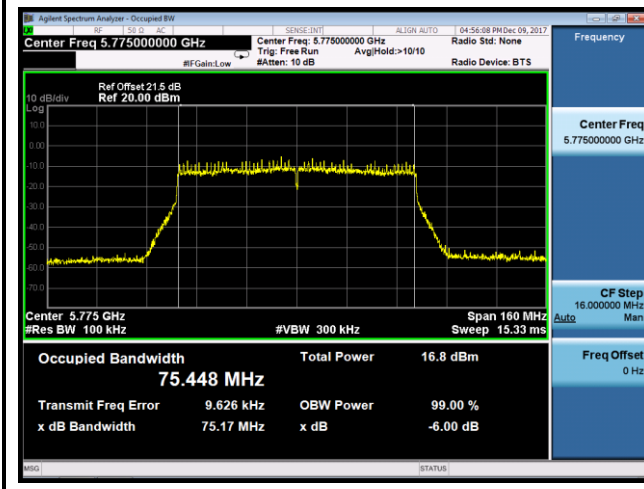 Agilent Spectrum Analyzer - Occupied BW
RF 50 Ω AC SENSE:INT ALIGN AUTO 04:56:08 PM Dec 09, 2017
Center Freq 5.775000000 GHz Center Freq: 5.775000000 GHz Radio Std: None
Trig: Free Run Avg|Hold:>10/10
#IFGain:Low #Atten: 10 dB Radio Device: BTS
Frequency
Ref Offset 21.5 dB
10 dB/div Ref 20.00 dBm
Log
10.0
0.00
-10.0
-20.0
-30.0
-40.0
-50.0
-60.0
-70.0
Center Freq
5.775000000 GHz
Center 5.775 GHz Span 160 MHz
#Res BW 100 kHz #VBW 300 kHz Sweep 15.33 ms
CF Step
16.000000 MHz
Auto Man
Occupied Bandwidth Total Power 16.8 dBm
75.448 MHz
Transmit Freq Error 9.626 kHz OBW Power 99.00 %
x dB Bandwidth 75.17 MHz x dB -6.00 dB
Freq Offset
0 Hz
MSG STATUS